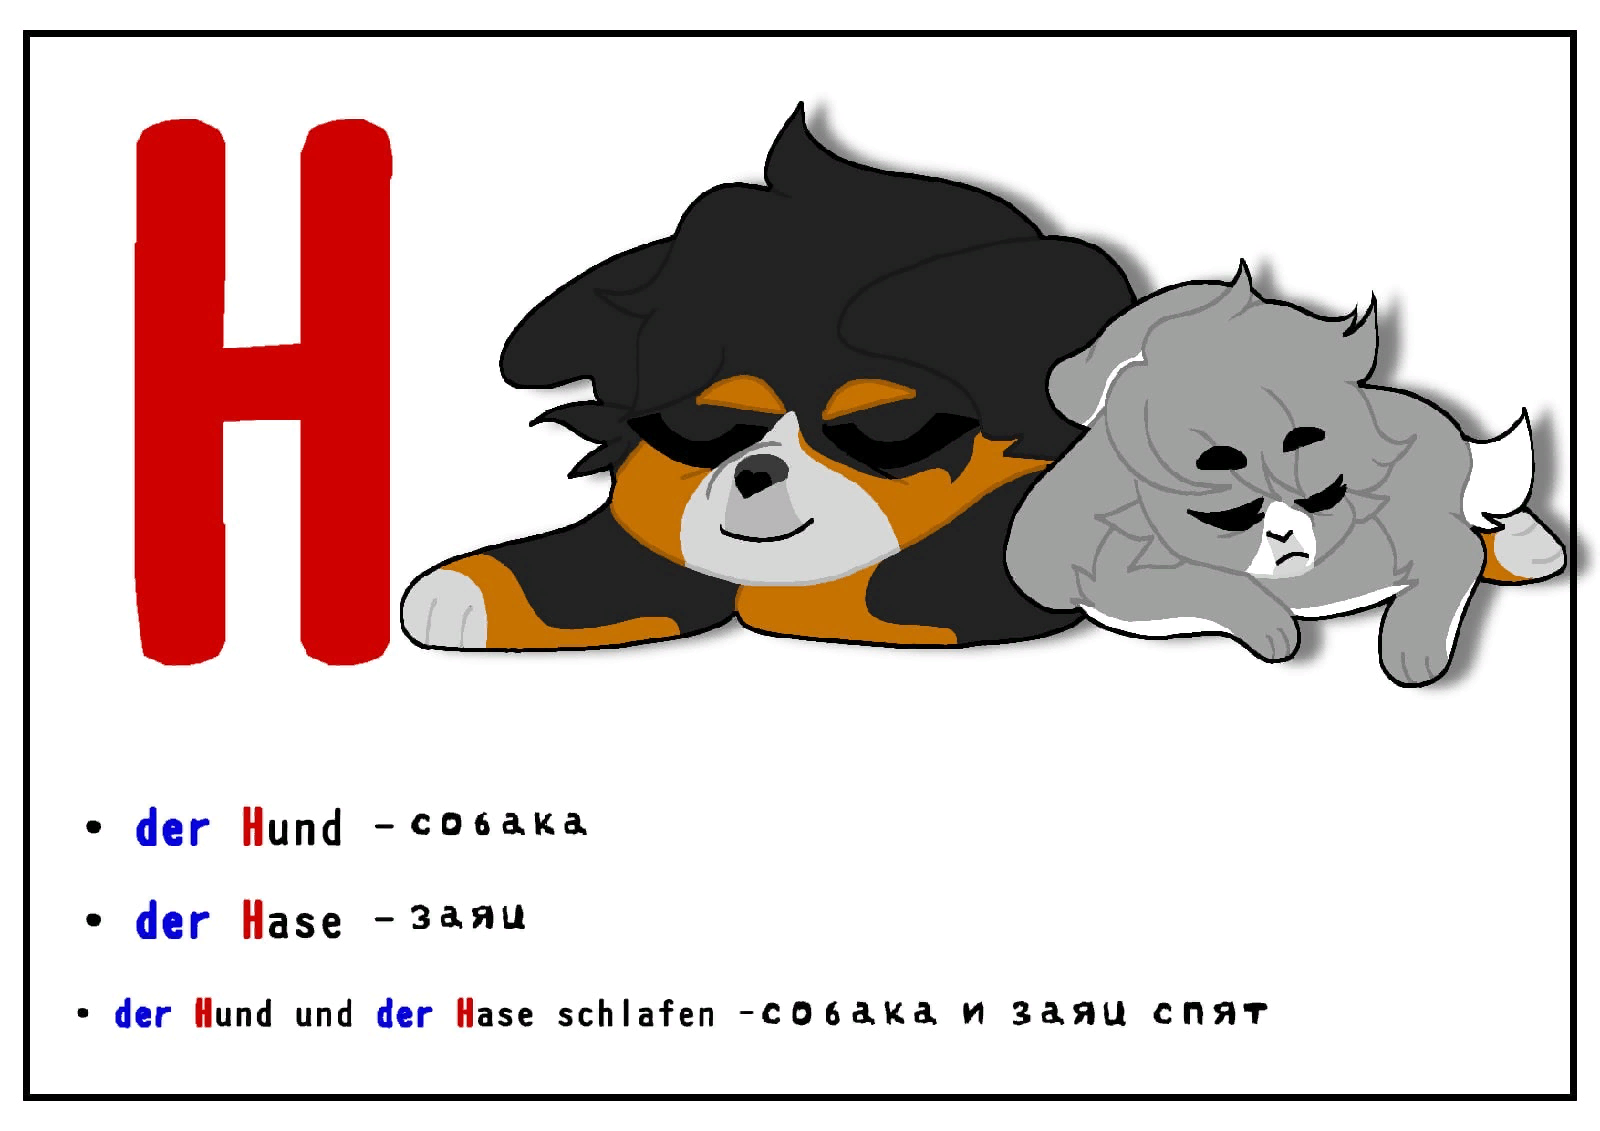 H
• der Hund - собака
• der Hase - заяц
• der Hund und der Hase schlafen -собака и заяц спят